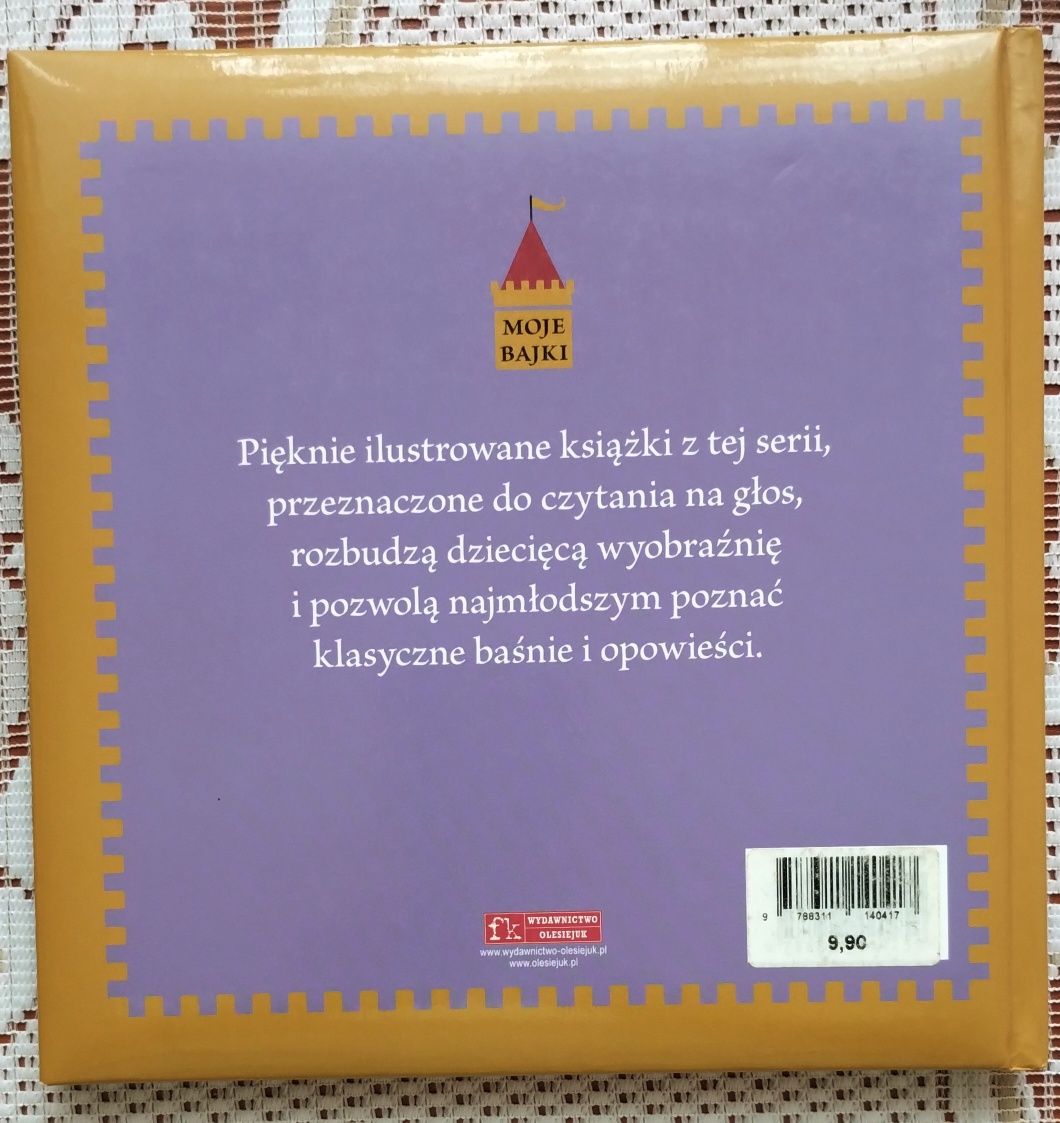 MOJE
BAJKI
Pięknie ilustrowane książki z tej serii,
przeznaczone do czytania na głos,
rozbudzą dziecięcą wyobraźnię
i pozwolą najmłodszym poznać
klasyczne baśnie i opowieści.
fk WYDAWNICTWO
OLESIEJUK
www.wydawnictwo-olesiejuk.pl
www.olesiejuk.pl
9 788311 140417
9,90